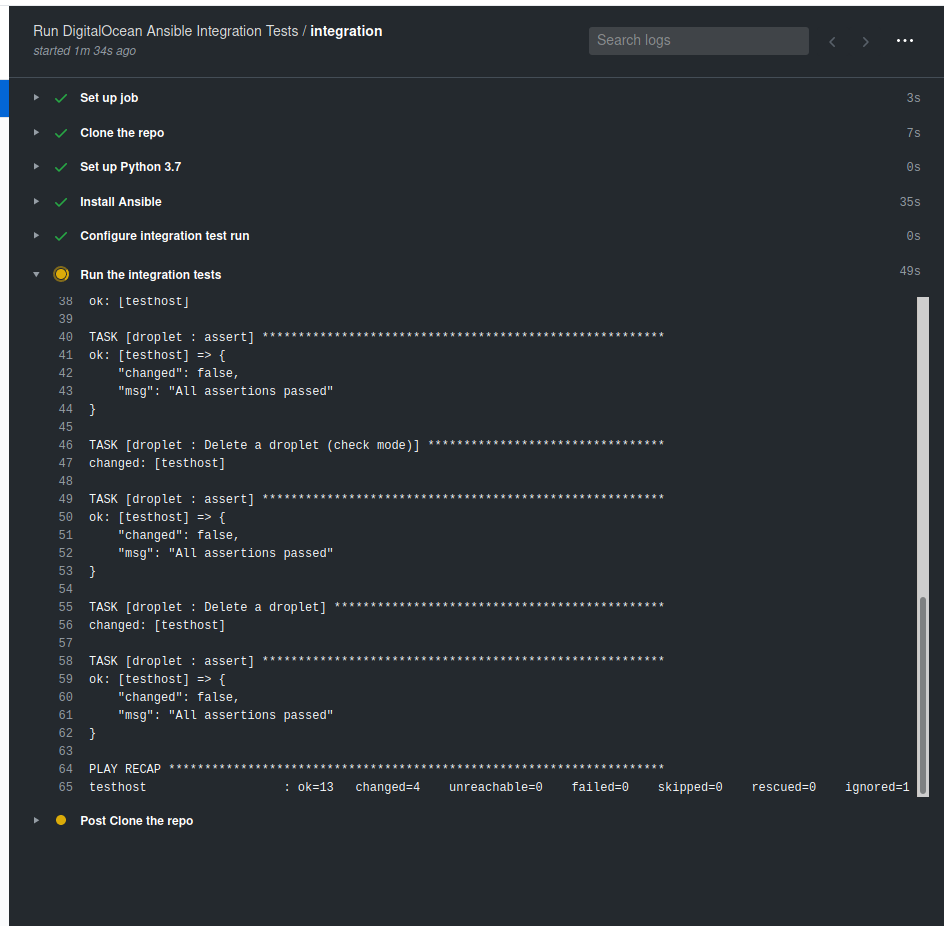 Run DigitalOcean Ansible Integration Tests / integration
started 1m 34s ago
Search logs
Set up job 3s
Clone the repo 7s
Set up Python 3.7 0s
Install Ansible 35s
Configure integration test run 0s
Run the integration tests 49s
38 ok: [testhost]
39
40 TASK [droplet : assert] ********************************************************
41 ok: [testhost] => {
42     "changed": false,
43     "msg": "All assertions passed"
44 }
45
46 TASK [droplet : Delete a droplet (check mode)] *********************************
47 changed: [testhost]
48
49 TASK [droplet : assert] ********************************************************
50 ok: [testhost] => {
51     "changed": false,
52     "msg": "All assertions passed"
53 }
54
55 TASK [droplet : Delete a droplet] **********************************************
56 changed: [testhost]
57
58 TASK [droplet : assert] ********************************************************
59 ok: [testhost] => {
60     "changed": false,
61     "msg": "All assertions passed"
62 }
63
64 PLAY RECAP *********************************************************************
65 testhost                   : ok=13   changed=4    unreachable=0    failed=0    skipped=0    rescued=0    ignored=1
Post Clone the repo